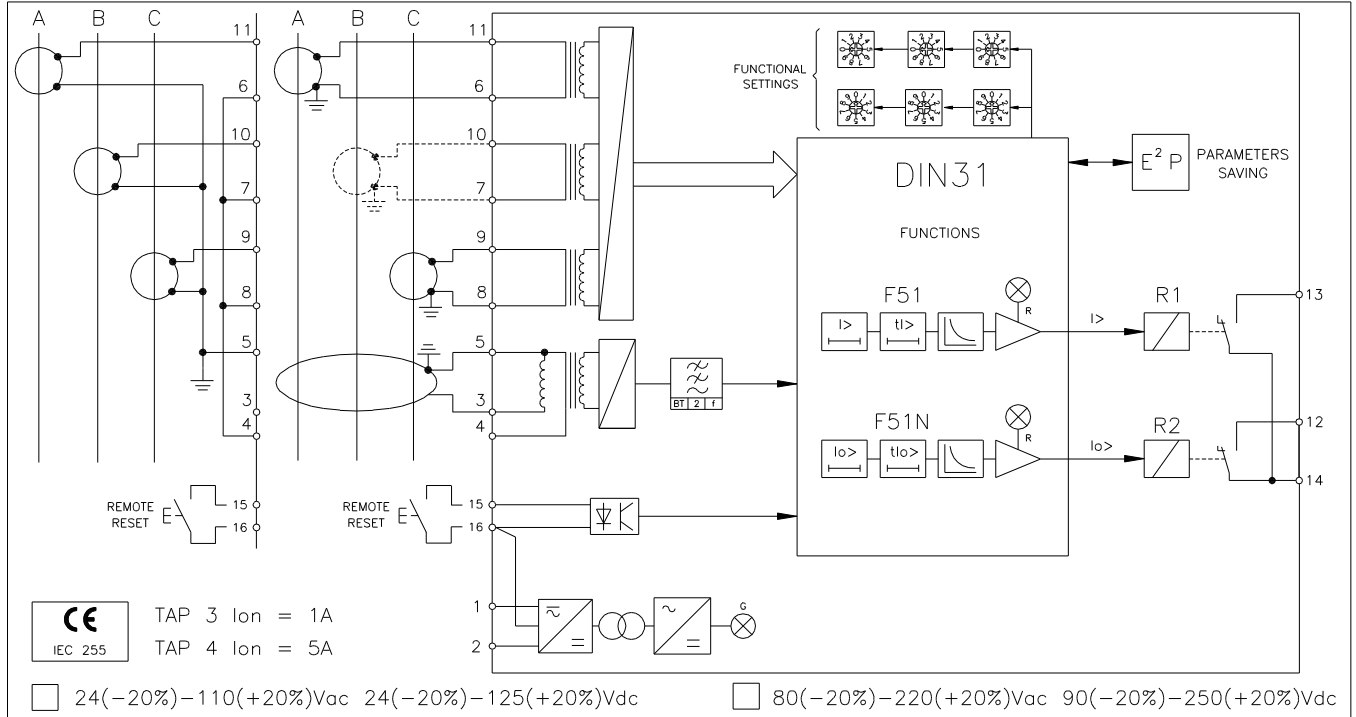 A B C
A B C
11
6
10
7
9
8
5
3
4
REMOTE
RESET
15
16
11
6
10
7
9
8
5
3
4
REMOTE
RESET
15
16
1
2
FUNCTIONAL
SETTINGS
DIN31
FUNCTIONS
E² P
PARAMETERS
SAVING
F51
I> tI> R I> R1
13
BT 2 f
F51N
Io> tIo> R Io> R2
12
14
G
CE
IEC 255
TAP 3 Ion = 1A
TAP 4 Ion = 5A
24(-20%)-110(+20%)Vac 24(-20%)-125(+20%)Vdc
80(-20%)-220(+20%)Vac 90(-20%)-250(+20%)Vdc